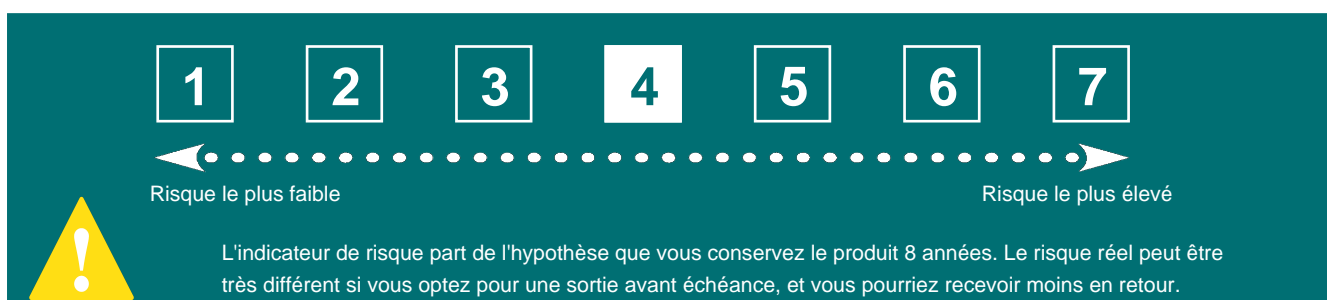 1 2 3 4 5 6 7
Risque le plus faible Risque le plus élevé
L'indicateur de risque part de l'hypothèse que vous conservez le produit 8 années. Le risque réel peut être
très différent si vous optez pour une sortie avant échéance, et vous pourriez recevoir moins en retour.